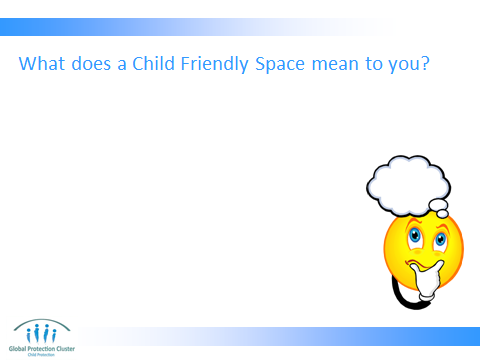 What does a Child Friendly Space mean to you?
Global Protection Cluster
Child Protection